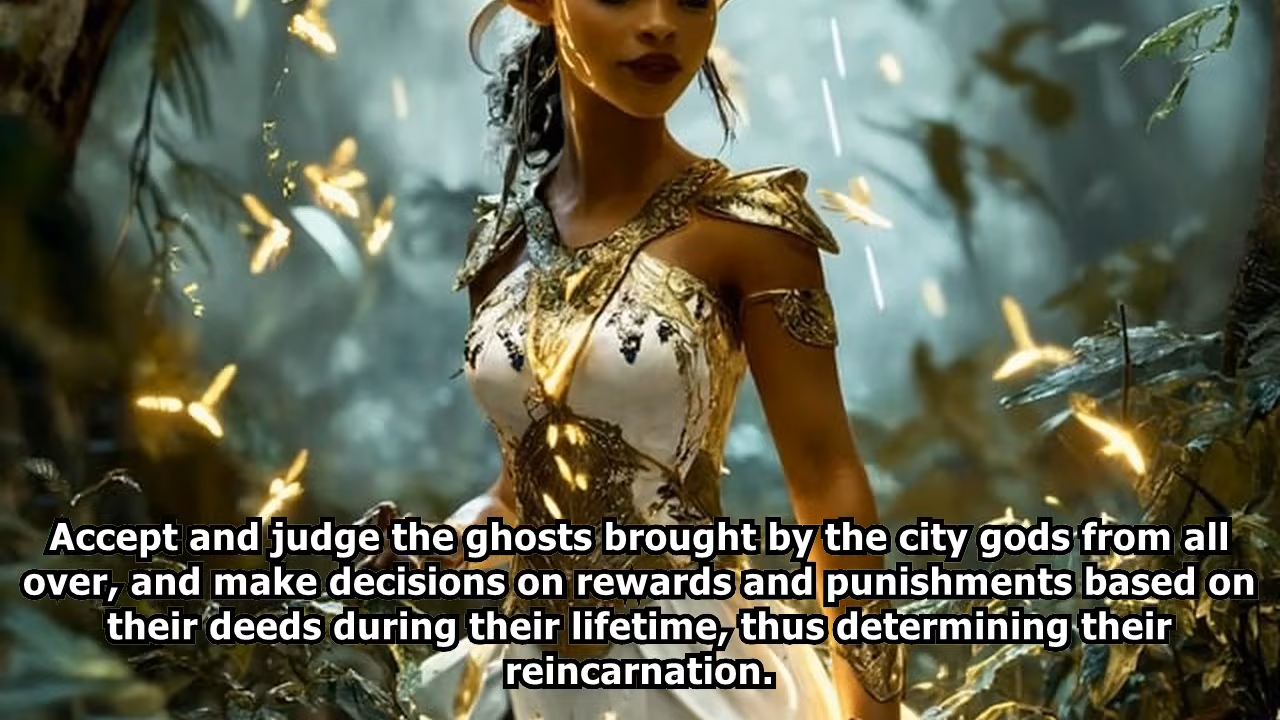 Accept and judge the ghosts brought by the city gods from all
over, and make decisions on rewards and punishments based on
their deeds during their lifetime, thus determining their
reincarnation.